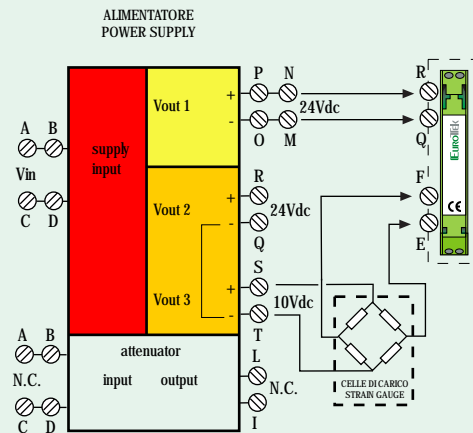 ALIMENTATORE
POWER SUPPLY
P N
R
Vout 1
+
24Vdc
A B
-
Q
O M
EUROTEK
supply
input
Vin
R
F
CE
Vout 2
24Vdc
C D
-
Q
E
S
Vout 3
+
10Vdc
-
T
A B
attenuator
L
N.C.
input output
N.C.
CELLE DI CARICO
STRAIN GAUGE
C D
I